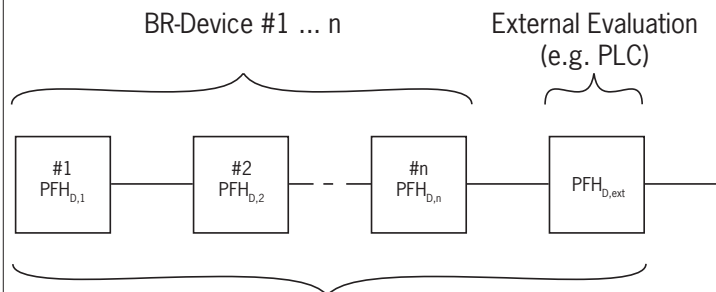 BR-Device #1 ... n
External Evaluation
(e.g. PLC)
#1
PFHD,1
#2
PFHD,2
#n
PFHD,n
PFHD,ext